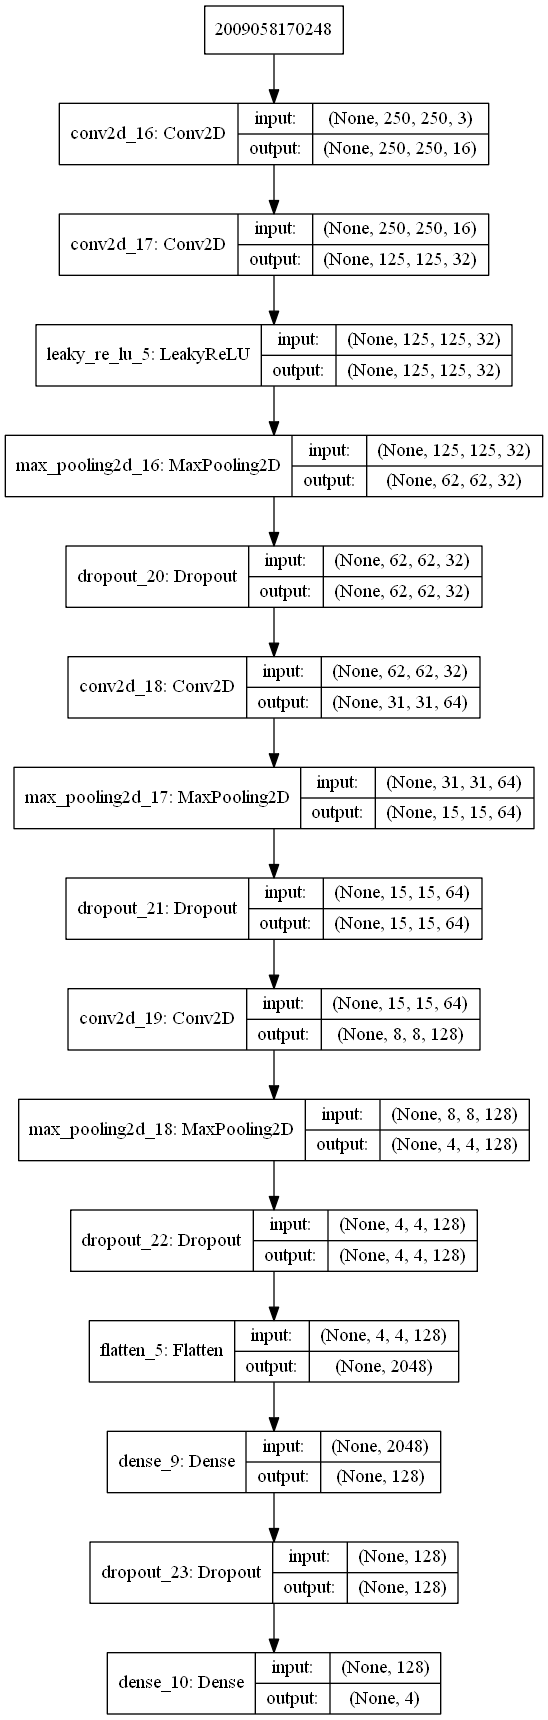 2009058170248
conv2d_16: Conv2D
input:
(None, 250, 250, 3)
output:
(None, 250, 250, 16)
conv2d_17: Conv2D
input:
(None, 250, 250, 16)
output:
(None, 125, 125, 32)
leaky_re_lu_5: LeakyReLU
input:
(None, 125, 125, 32)
output:
(None, 125, 125, 32)
max_pooling2d_16: MaxPooling2D
input:
(None, 125, 125, 32)
output:
(None, 62, 62, 32)
dropout_20: Dropout
input:
(None, 62, 62, 32)
output:
(None, 62, 62, 32)
conv2d_18: Conv2D
input:
(None, 62, 62, 32)
output:
(None, 31, 31, 64)
max_pooling2d_17: MaxPooling2D
input:
(None, 31, 31, 64)
output:
(None, 15, 15, 64)
dropout_21: Dropout
input:
(None, 15, 15, 64)
output:
(None, 15, 15, 64)
conv2d_19: Conv2D
input:
(None, 15, 15, 64)
output:
(None, 8, 8, 128)
max_pooling2d_18: MaxPooling2D
input:
(None, 8, 8, 128)
output:
(None, 4, 4, 128)
dropout_22: Dropout
input:
(None, 4, 4, 128)
output:
(None, 4, 4, 128)
flatten_5: Flatten
input:
(None, 4, 4, 128)
output:
(None, 2048)
dense_9: Dense
input:
(None, 2048)
output:
(None, 128)
dropout_23: Dropout
input:
(None, 128)
output:
(None, 128)
dense_10: Dense
input:
(None, 128)
output:
(None, 4)